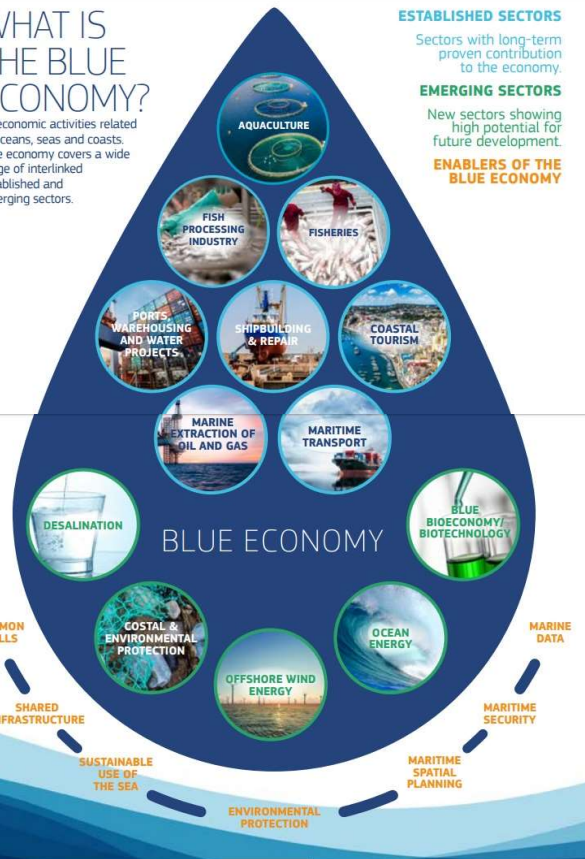 WHAT IS
HE BLUE
CONOMY?
economic activities related
ceans, seas and coasts.
e economy covers a wide
ge of interlinked
ablished and
erging sectors.
ESTABLISHED SECTORS
Sectors with long-term
proven contribution
to the economy.
EMERGING SECTORS
New sectors showing
high potential for
future development.
ENABLERS OF THE
BLUE ECONOMY
AQUACULTURE
FISH
PROCESSING
INDUSTRY
FISHERIES
PORTS,
WAREHOUSING
AND WATER
PROJECTS
SHIPBUILDING
& REPAIR
COASTAL
TOURISM
MARINE
EXTRACTION OF
OIL AND GAS
MARITIME
TRANSPORT
DESALINATION
BLUE ECONOMY
BLUE
BIOECONOMY/
BIOTECHNOLOGY
COSTAL &
ENVIRONMENTAL
PROTECTION
OFFSHORE WIND
ENERGY
OCEAN
ENERGY
MON
LLS
SHARED
NFRASTRUCTURE
SUSTAINABLE
USE OF
THE SEA
ENVIRONMENTAL
PROTECTION
MARITIME
SPATIAL
PLANNING
MARITIME
SECURITY
MARINE
DATA